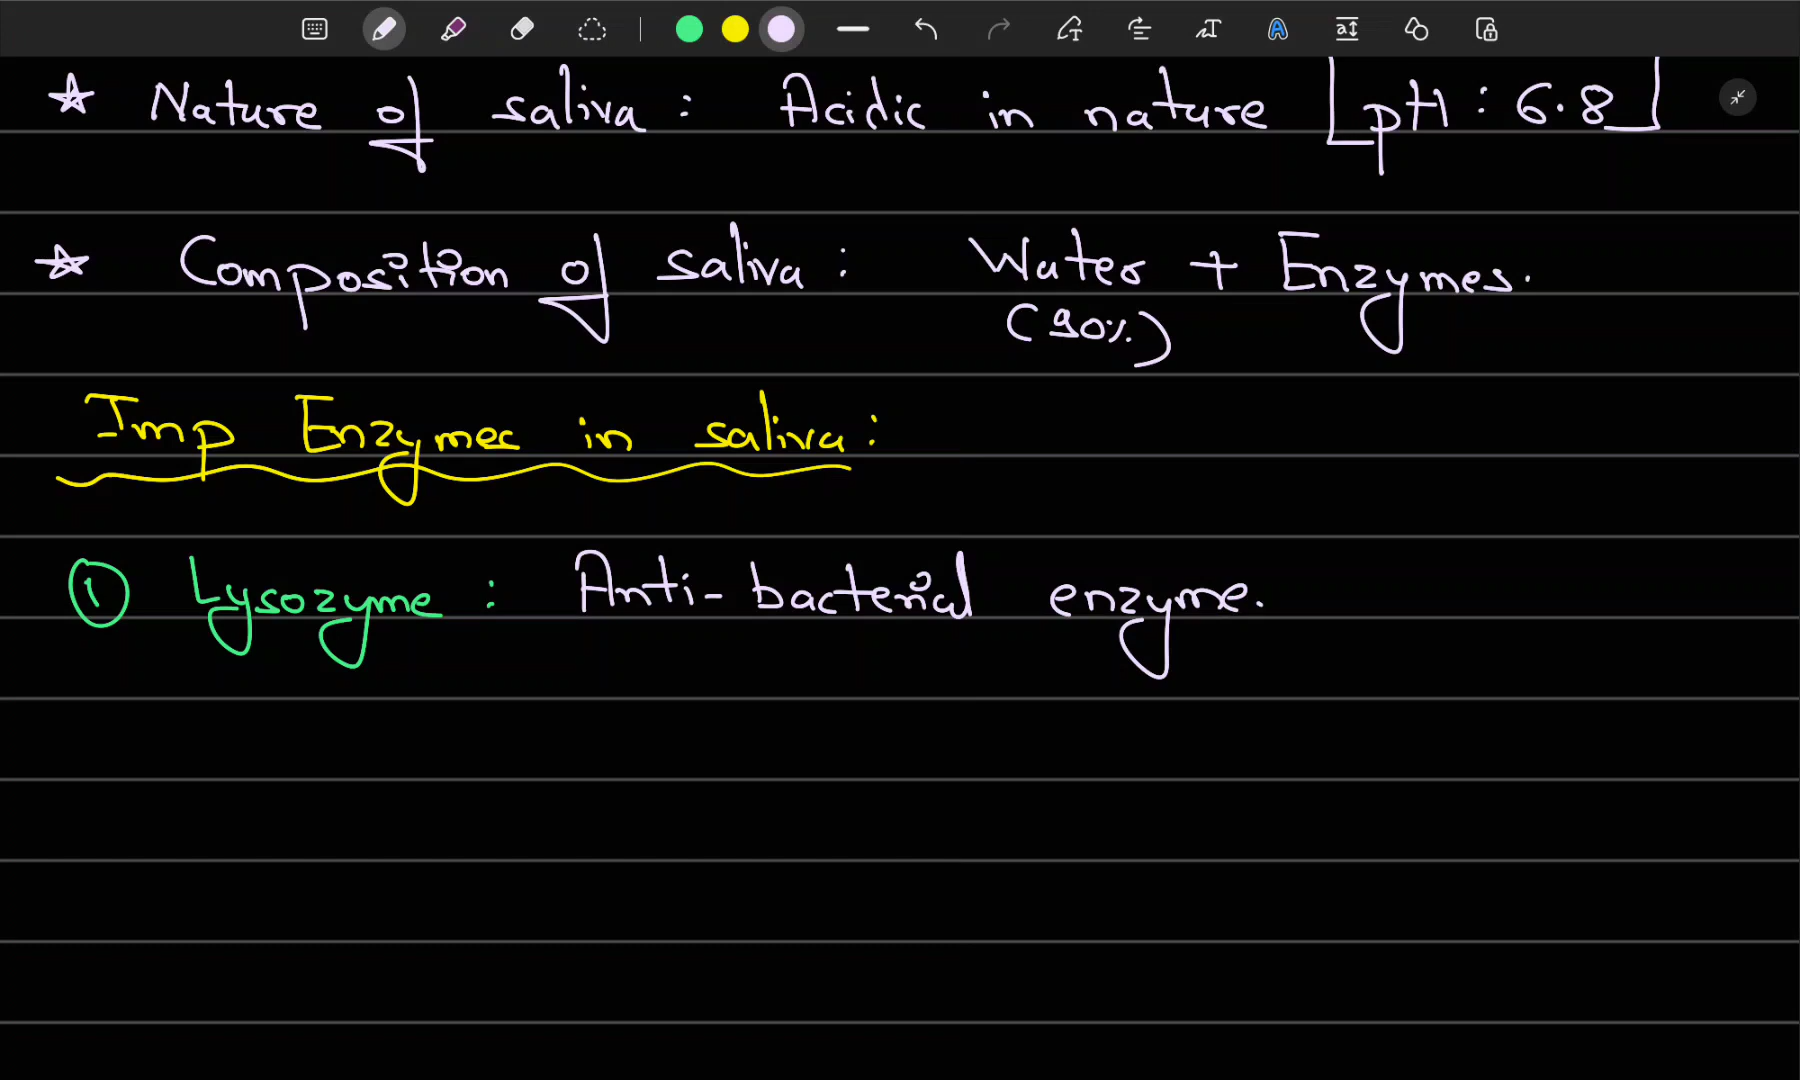 ☆ Nature of saliva : Acidic in nature [pH : 6.8]
☆ Composition of saliva : Water + Enzymes.
(90%)
Imp Enzymes in saliva :
① Lysozyme : Anti-bacterial enzyme.